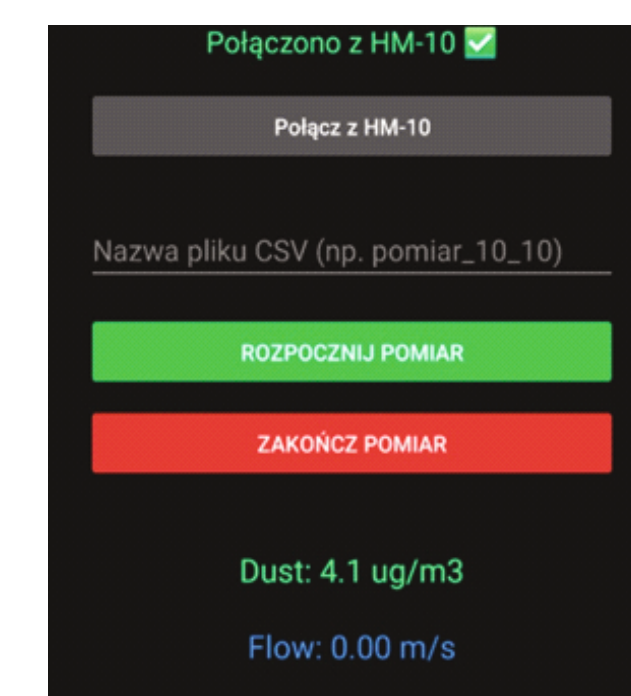 Połączono z HM-10 ✅
Połącz z HM-10
Nazwa pliku CSV (np. pomiar_10_10)
ROZPOCZNIJ POMIAR
ZAKOŃCZ POMIAR
Dust: 4.1 ug/m3
Flow: 0.00 m/s